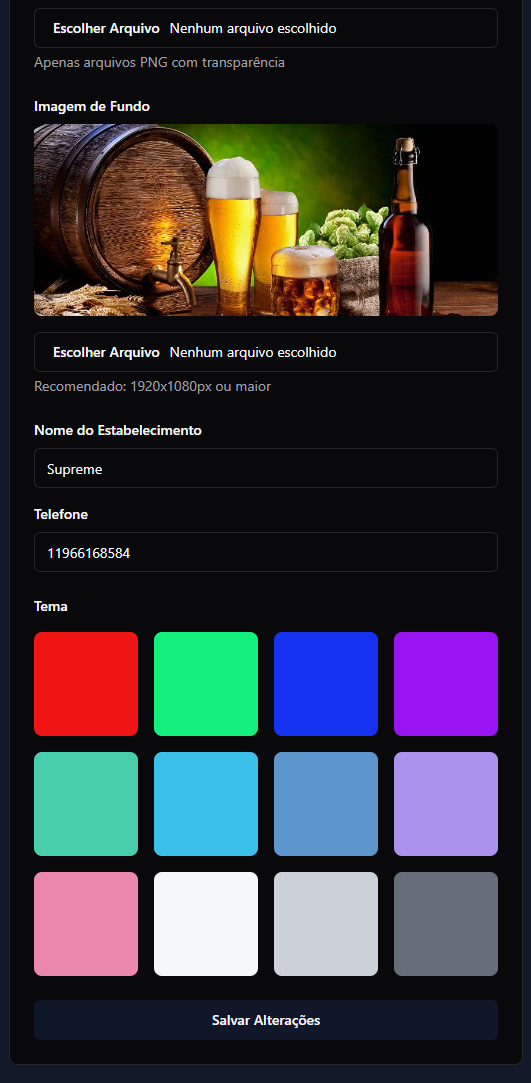 Escolher Arquivo Nenhum arquivo escolhido
Apenas arquivos PNG com transparência
Imagem de Fundo
Escolher Arquivo Nenhum arquivo escolhido
Recomendado: 1920x1080px ou maior
Nome do Estabelecimento
Supreme
Telefone
11966168584
Tema
Salvar Alterações